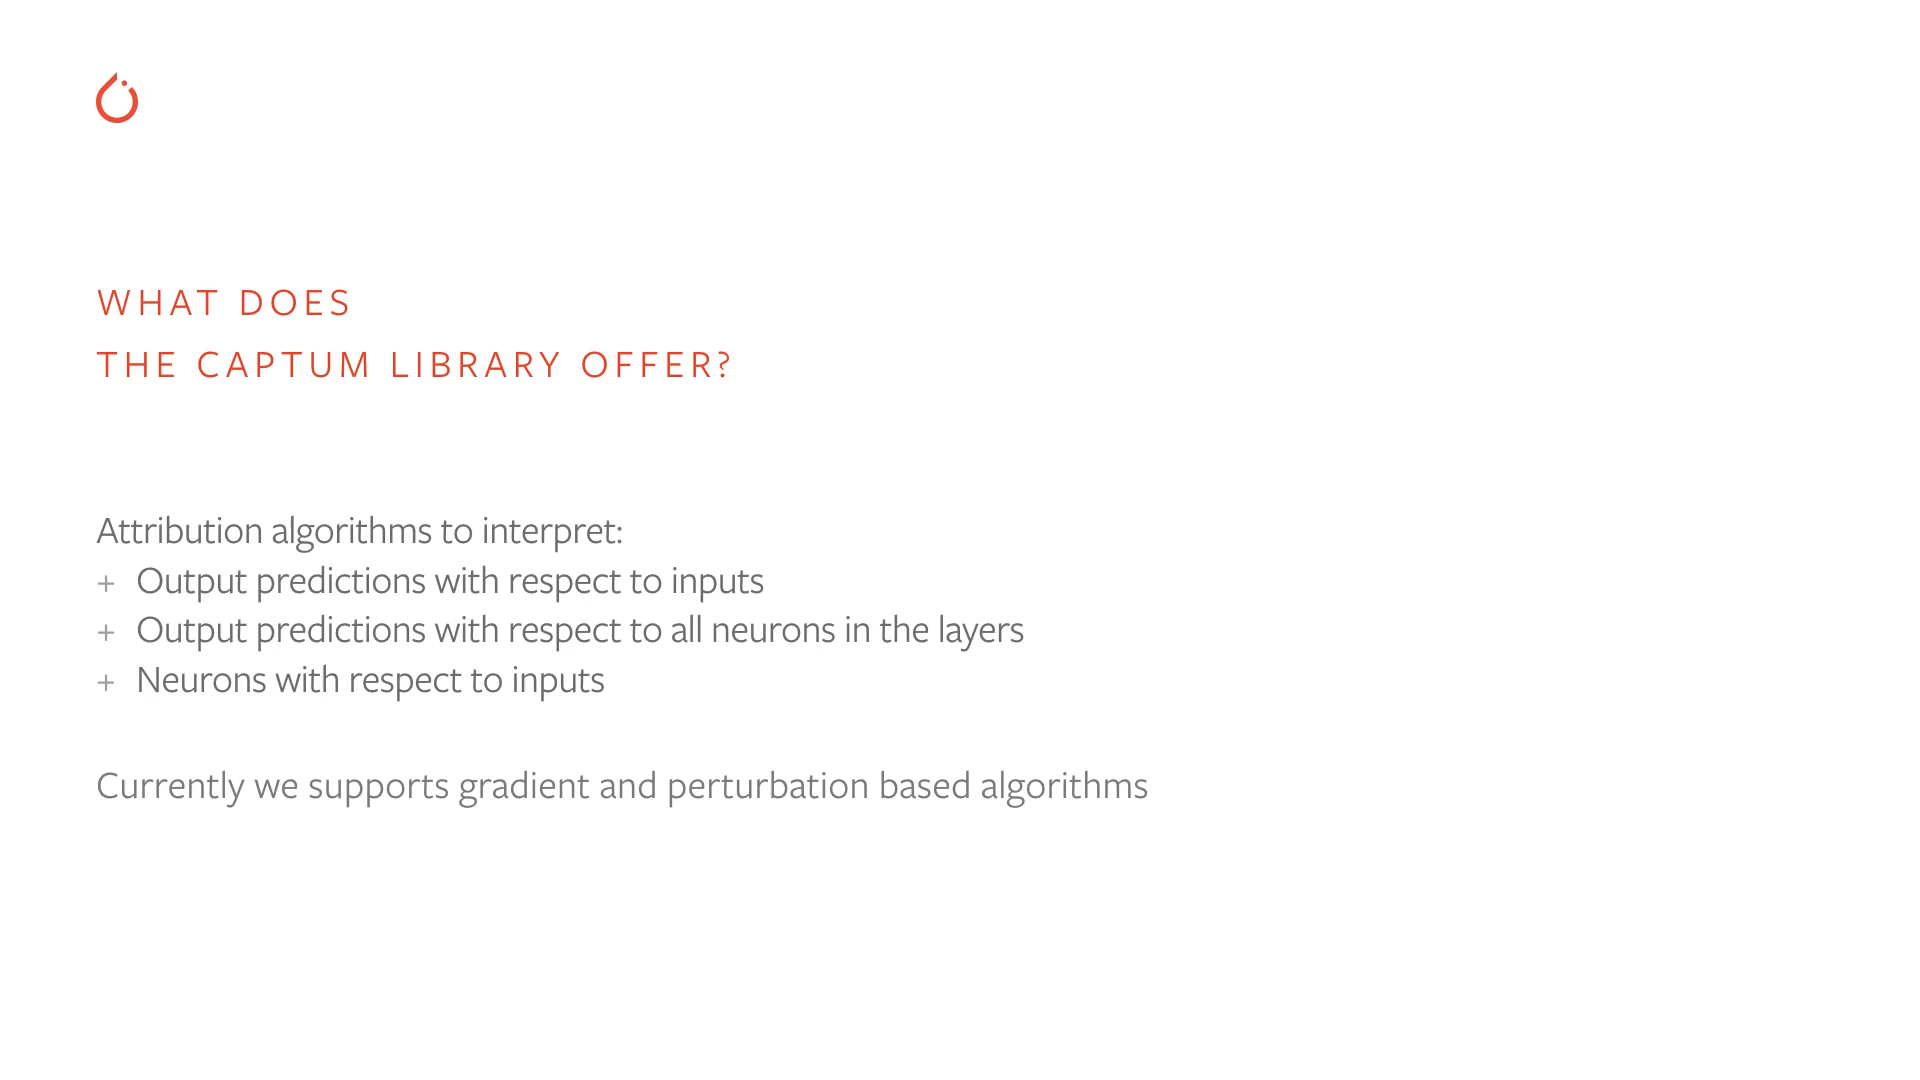 WHAT DOES
THE CAPTUM LIBRARY OFFER?
Attribution algorithms to interpret:
+ Output predictions with respect to inputs
+ Output predictions with respect to all neurons in the layers
+ Neurons with respect to inputs
Currently we supports gradient and perturbation based algorithms